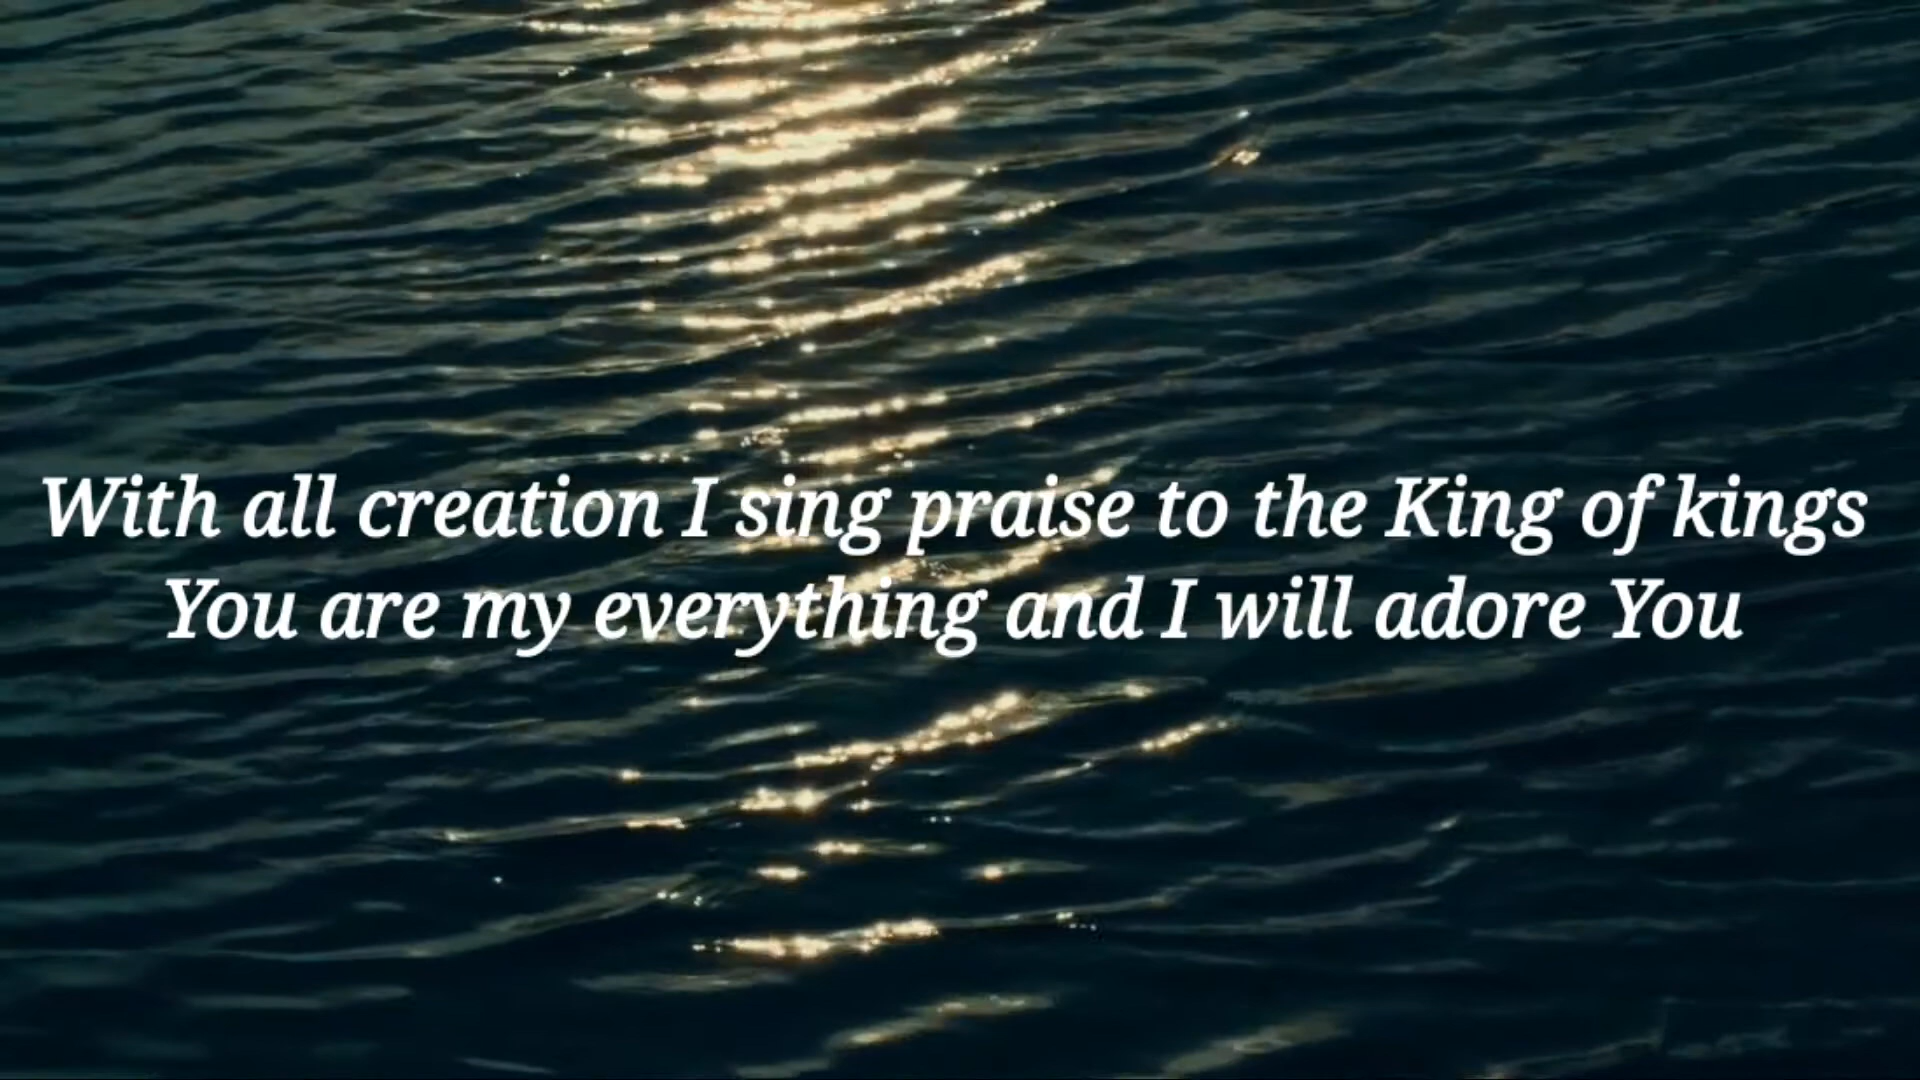 With all creation I sing praise to the King of kings
You are my everything and I will adore You